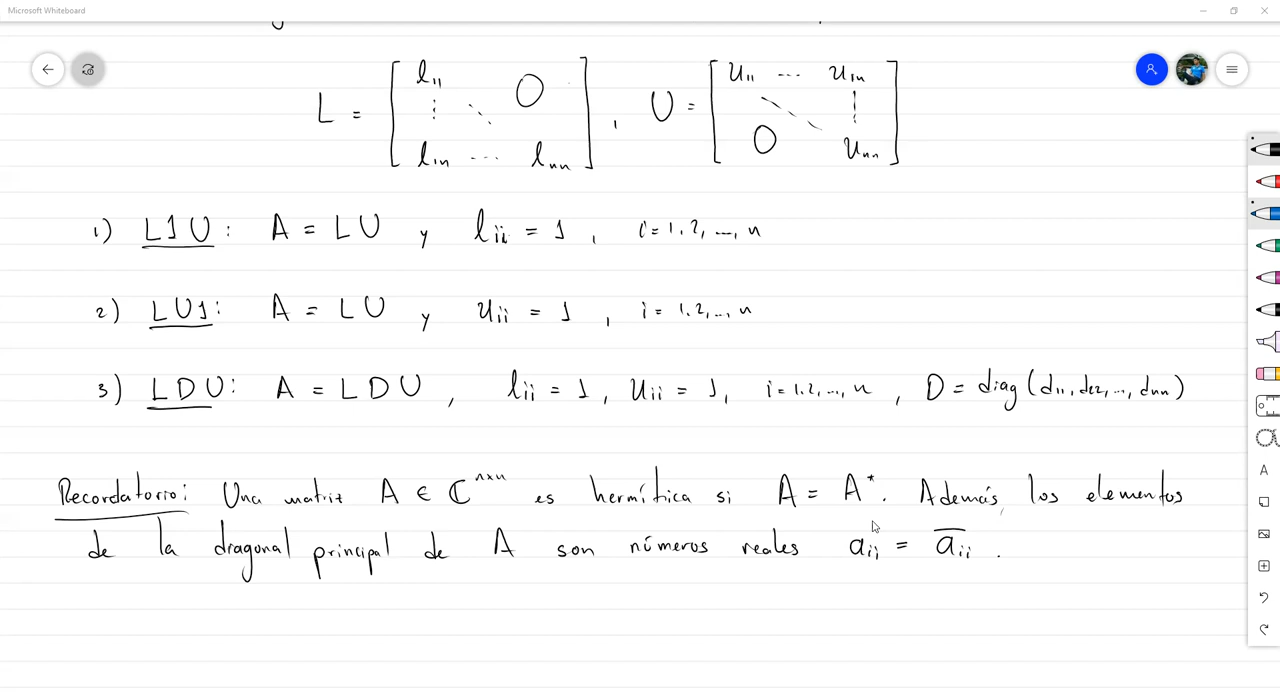 Microsoft Whiteboard
L = [ l₁₁ 0 ⋮ ⋱ l₁ₙ ⋯ lₙₙ ] , U = [ u₁₁ ⋯ u₁ₙ ⋱ ⋮ 0 uₙₙ ]
1) L1U: A = LU y lᵢᵢ = 1, i = 1,2,...,n
2) LU1: A = LU y uᵢᵢ = 1, i = 1,2,...,n
3) LDU: A = LDU, lᵢᵢ = 1, uᵢᵢ = 1, i = 1,2,...,n, D = diag(d₁₁, d₂₂, ..., dₙₙ)
Recordatorio: Una matriz A ∈ ℂⁿˣⁿ es hermítica si A = A*. Además, los elementos
de la diagonal principal de A son números reales aᵢᵢ = a̅ᵢᵢ.
A